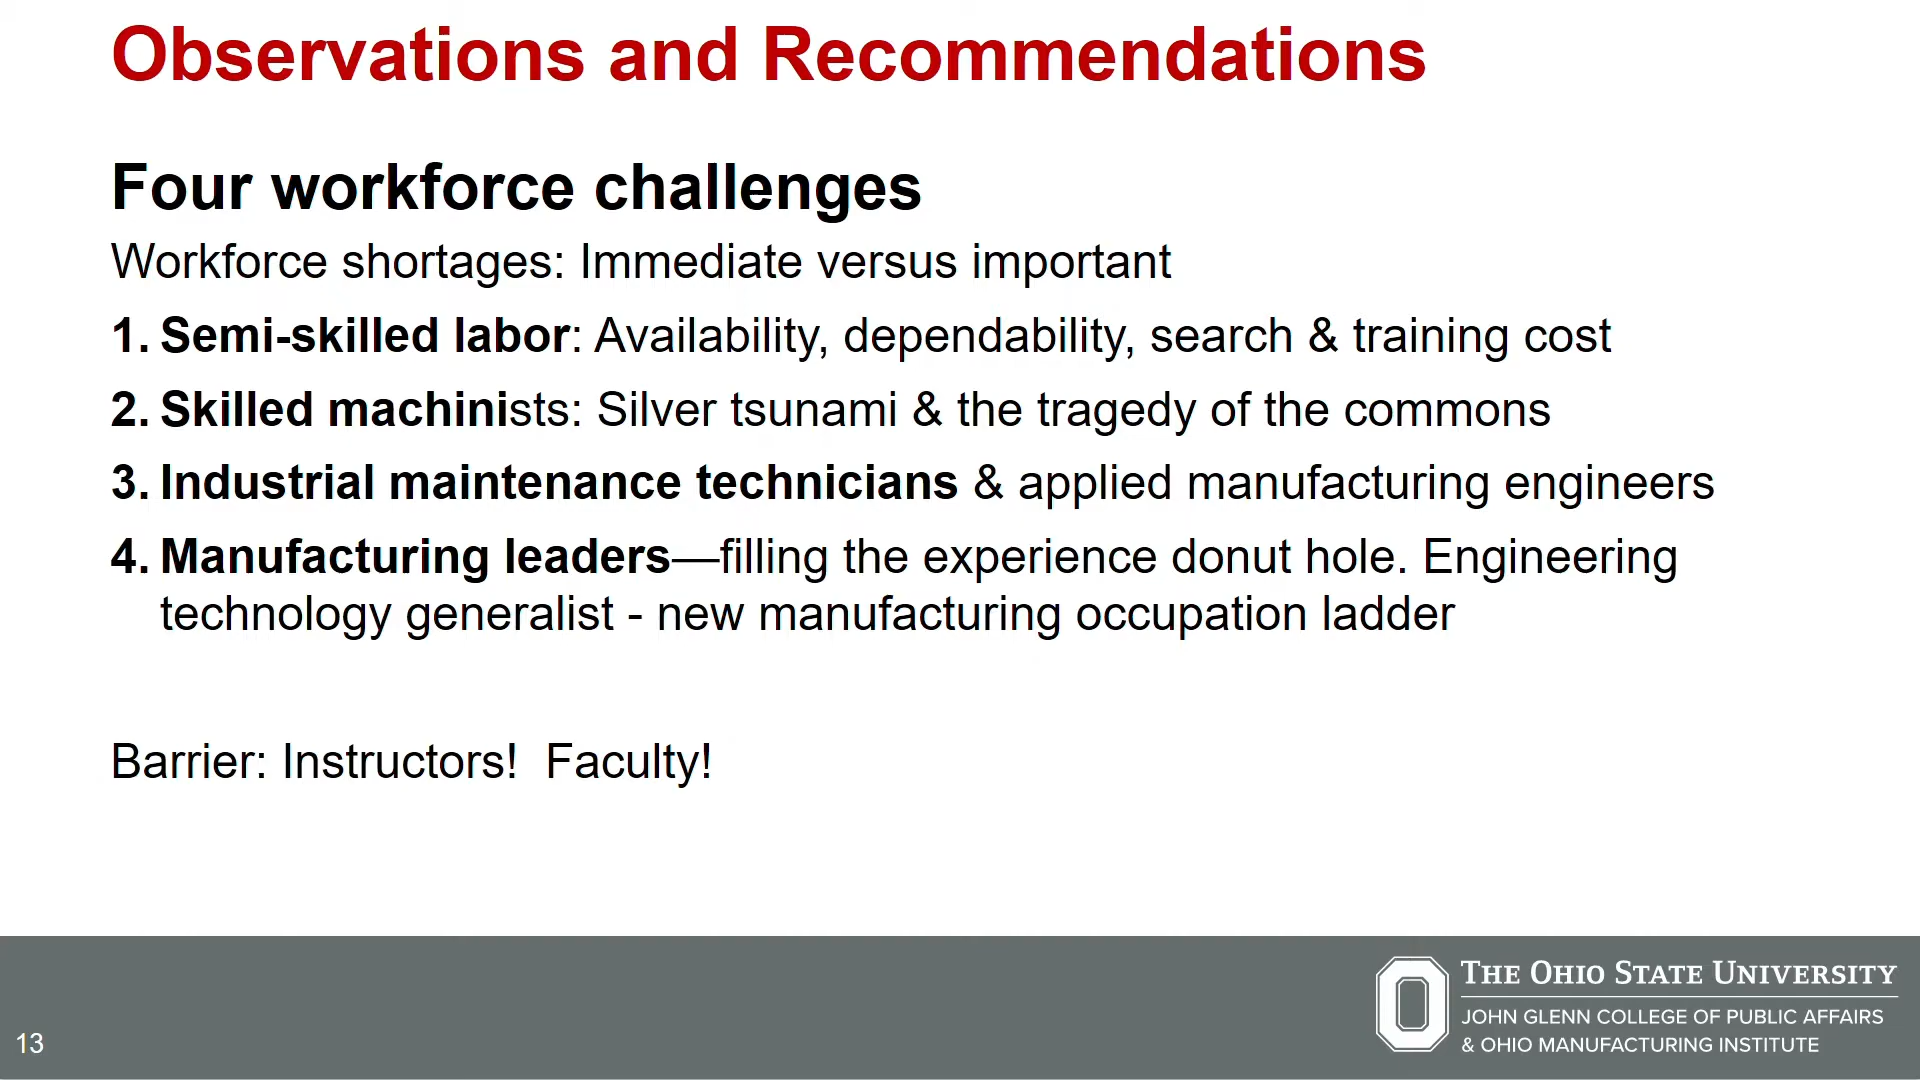 Observations and Recommendations
Four workforce challenges
Workforce shortages: Immediate versus important
1. Semi-skilled labor: Availability, dependability, search & training cost
2. Skilled machinists: Silver tsunami & the tragedy of the commons
3. Industrial maintenance technicians & applied manufacturing engineers
4. Manufacturing leaders—filling the experience donut hole. Engineering
technology generalist - new manufacturing occupation ladder
Barrier: Instructors!  Faculty!
THE OHIO STATE UNIVERSITY
JOHN GLENN COLLEGE OF PUBLIC AFFAIRS
& OHIO MANUFACTURING INSTITUTE
13